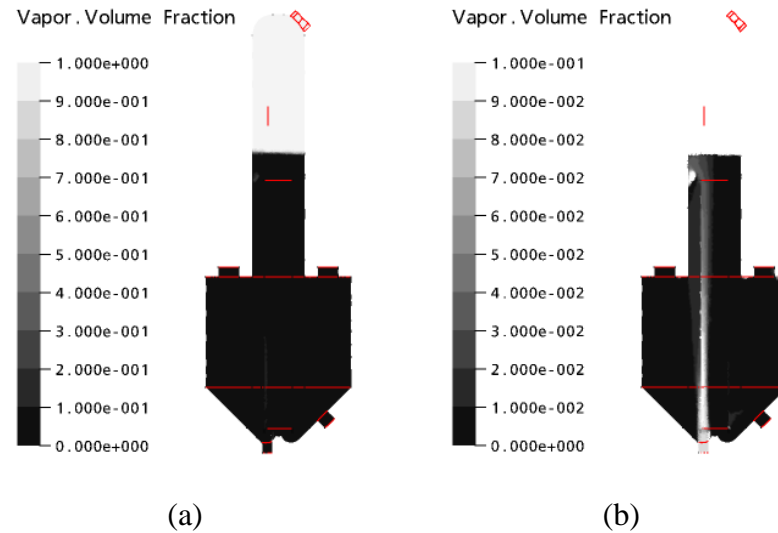 Vapor.Volume Fraction
1.000e+000
9.000e-001
8.000e-001
7.000e-001
6.000e-001
5.000e-001
4.000e-001
3.000e-001
2.000e-001
1.000e-001
0.000e+000
(a)
Vapor.Volume Fraction
1.000e-001
9.000e-002
8.000e-002
7.000e-002
6.000e-002
5.000e-002
4.000e-002
3.000e-002
2.000e-002
1.000e-002
0.000e+000
(b)